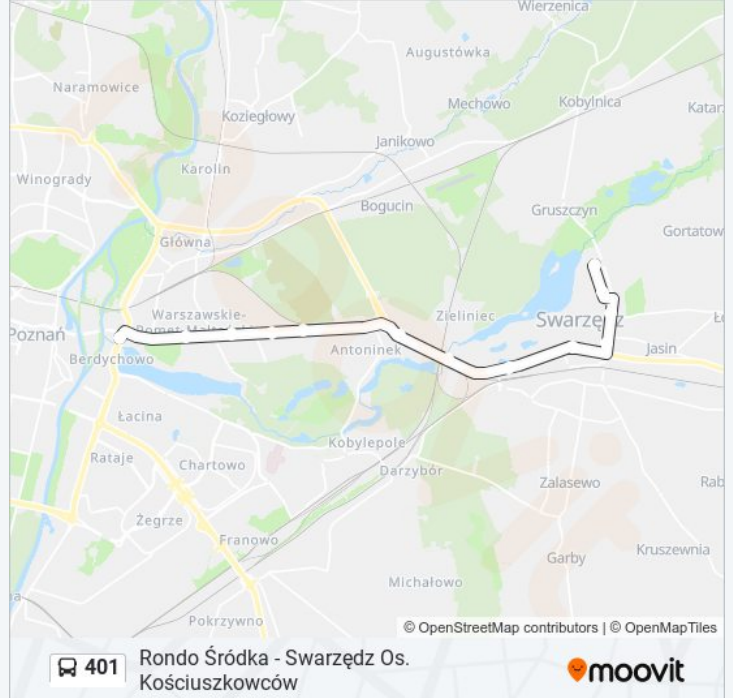 Wierzenica
Augustówka
Naramowice
Mechowo
Kobylnica
Koziegłowy
Katar
Janikowo
Karolin
Winogrady
Bogucin
Gruszczyn
Gortatow
Główna
Warszawskie-
Zieliniec
Swarzędz
Poznań
Antoninek
Jasin
Berdychowo
Łacina
Kobylepole
Rataje
Chartowo
Darzybór
Zalasewo
Rab
Żegrze
Franowo
Kruszewnia
Garby
Michałowo
Pokrzywno
© OpenStreetMap contributors | © OpenMapTiles
401
Rondo Śródka - Swarzędz Os.
Kościuszkowców
moovit